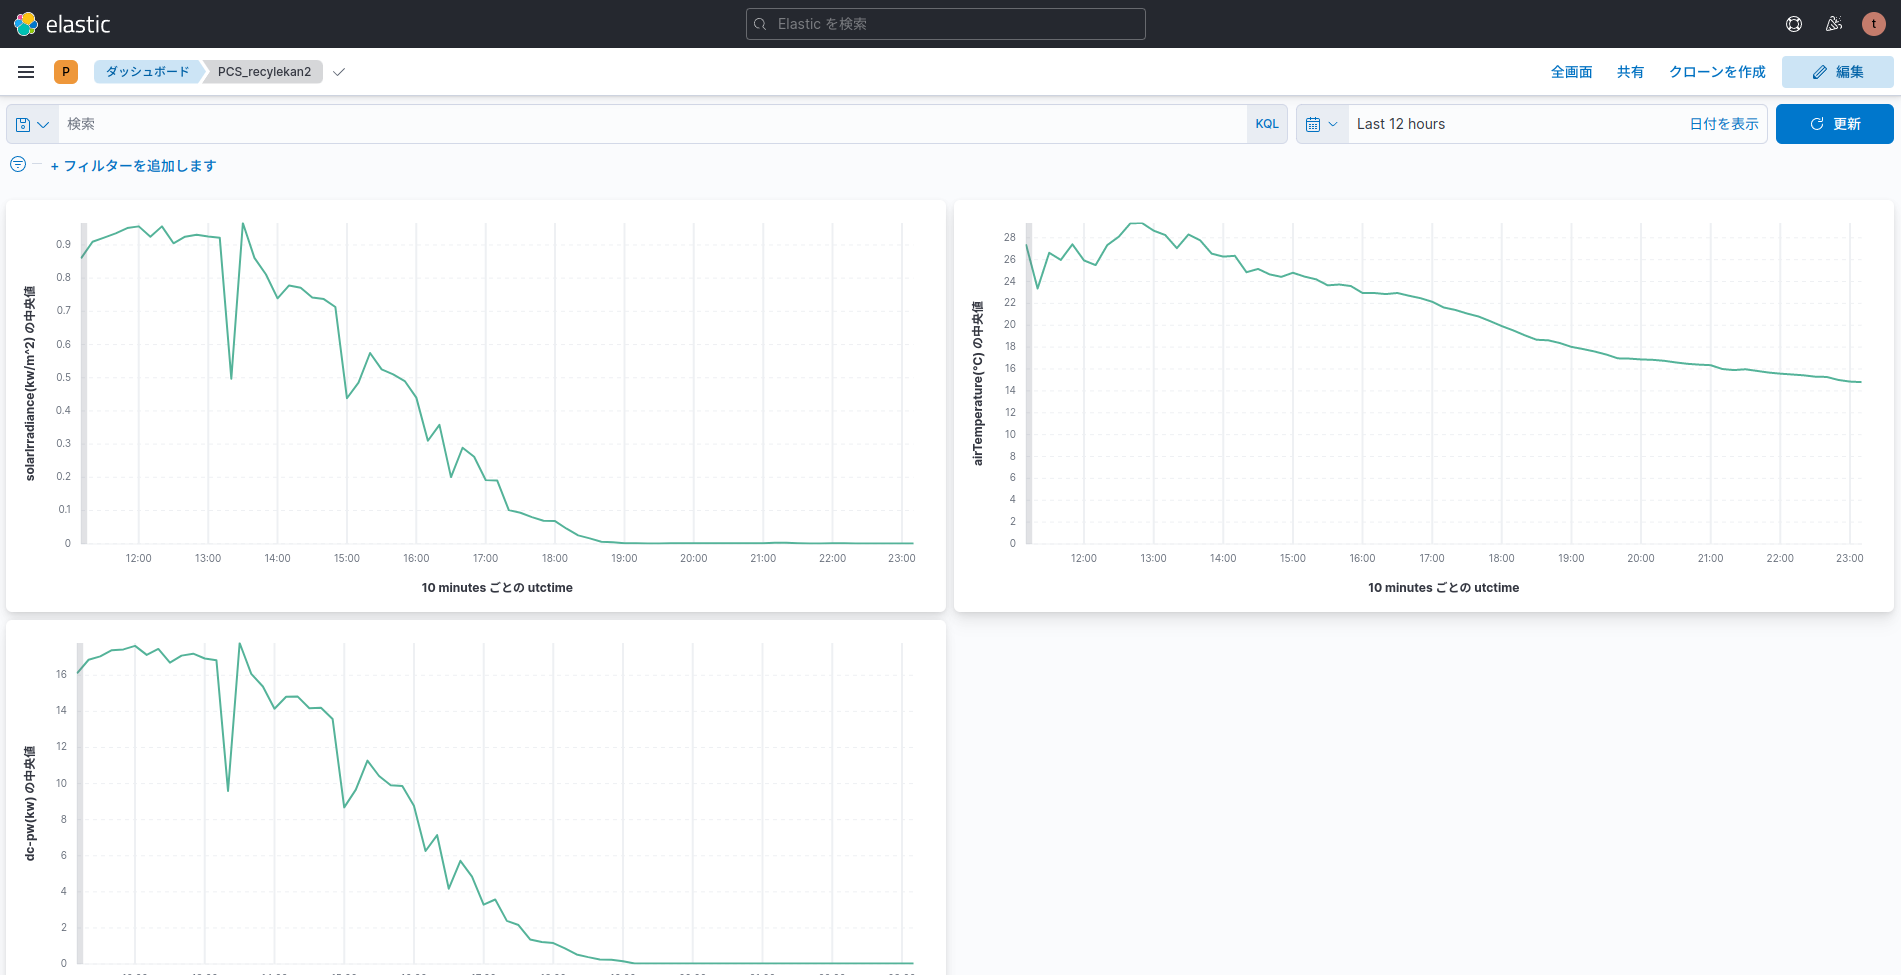 elastic
Elastic を検索
t
P
ダッシュボード
PCS_recylekan2
全画面
共有
クローンを作成
編集
検索
KQL
Last 12 hours
日付を表示
更新
+ フィルターを追加します
solarirradiance(kw/m^2) の中央値
0.9
0.8
0.7
0.6
0.5
0.4
0.3
0.2
0.1
0
12:00 13:00 14:00 15:00 16:00 17:00 18:00 19:00 20:00 21:00 22:00 23:00
10 minutes ごとの utctime
airTemperature(℃) の中央値
28
26
24
22
20
18
16
14
12
10
8
6
4
2
0
12:00 13:00 14:00 15:00 16:00 17:00 18:00 19:00 20:00 21:00 22:00 23:00
10 minutes ごとの utctime
dc-pw(kw) の中央値
16
14
12
10
8
6
4
2
0